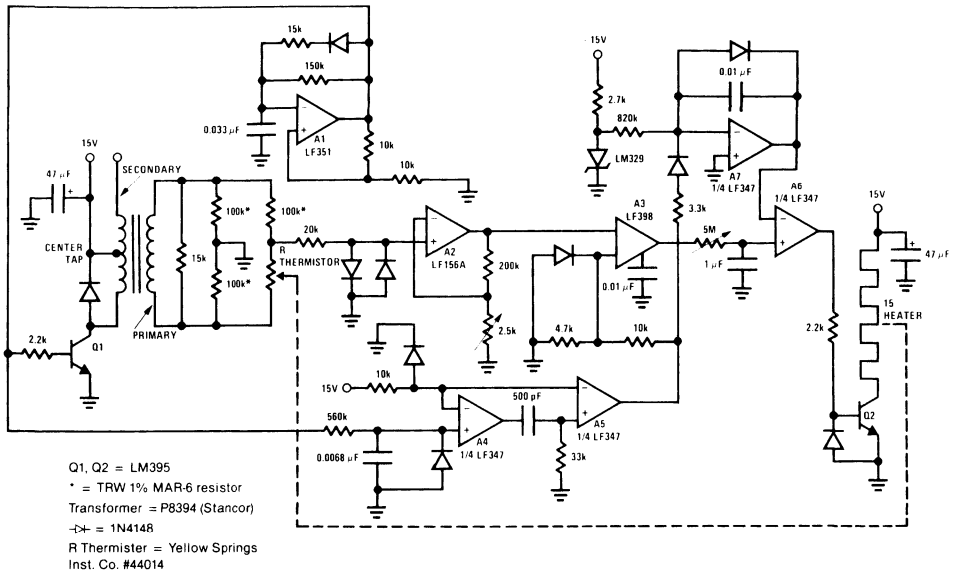 15k
150k
0.033 μF
A1
LF351
10k
10k
15V
2.7k
820k
LM329
0.01 μF
A7
1/4 LF347
3.3k
15V
47 μF
+
SECONDARY
CENTER
TAP
PRIMARY
15k
100k*
100k*
100k*
R
THERMISTOR
20k
A2
LF156A
200k
2.5k
A3
LF398
0.01 μF
4.7k
10k
5M
1 μF
A6
1/4 LF347
15V
+
47 μF
15
HEATER
2.2k
Q2
2.2k
Q1
15V
10k
560k
0.0068 μF
A4
1/4 LF347
500 pF
33k
A5
1/4 LF347
Q1, Q2 = LM395
* = TRW 1% MAR-6 resistor
Transformer = P8394 (Stancor)
= 1N4148
R Thermister = Yellow Springs
Inst. Co. #44014